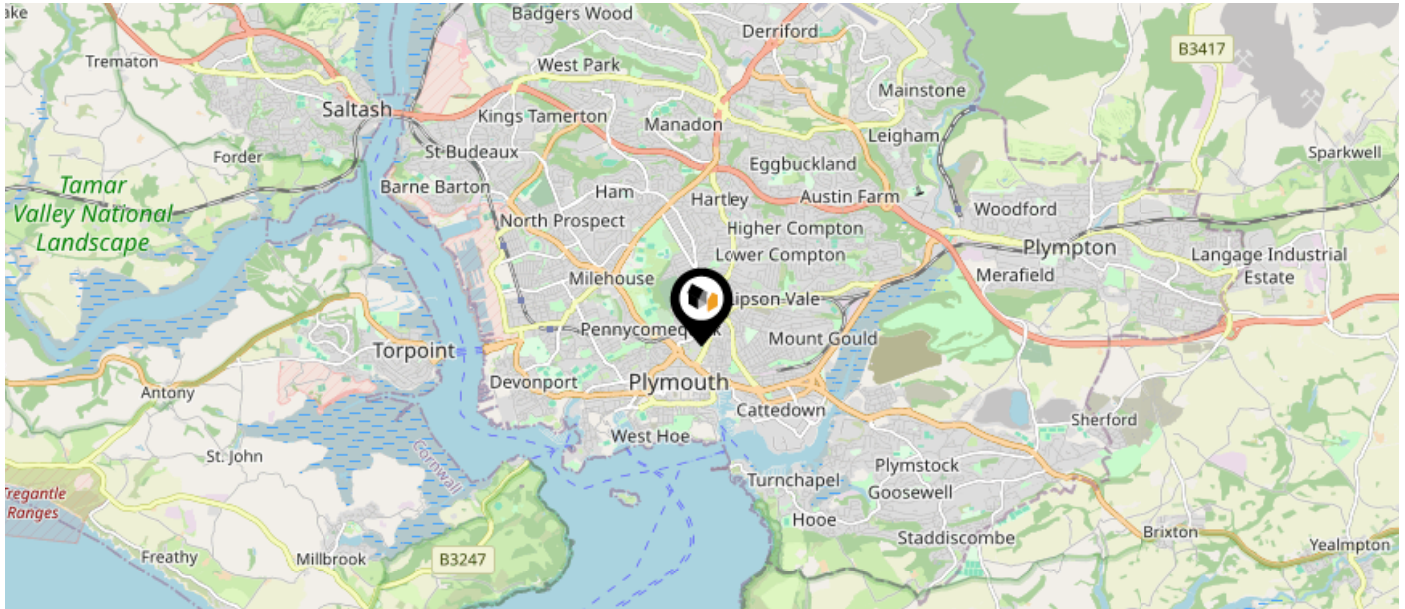 ake
Badgers Wood
Derriford
B3417
Trematon
West Park
Mainstone
Saltash
Kings Tamerton
Manadon
Leigham
St Budeaux
Forder
Eggbuckland
Sparkwell
Tamar
Valley National
Landscape
Barne Barton
Ham
Hartley
Austin Farm
Woodford
North Prospect
Higher Compton
Plympton
Lower Compton
Langage Industrial
Estate
Milehouse
Merafield
Lipson Vale
Pennycomequick
Mount Gould
Torpoint
Devonport
Plymouth
Antony
Cattedown
Sherford
West Hoe
St. John
Cornwall
Plymstock
Turnchapel
Goosewell
Tregantle
Ranges
Hooe
Staddiscombe
Brixton
Yealmpton
Freathy
Millbrook
B3247